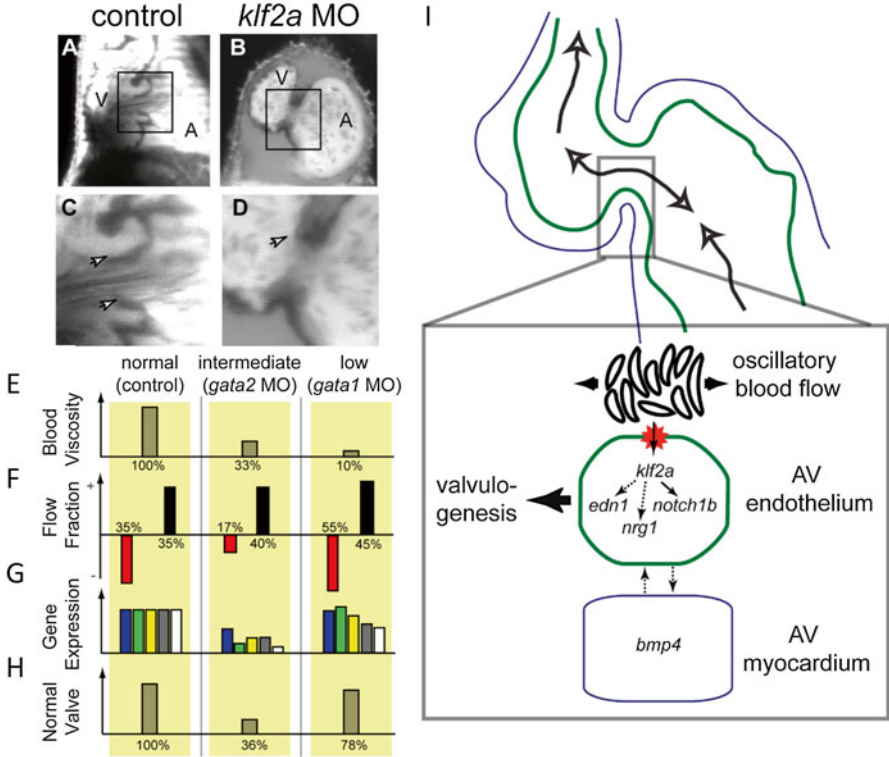 control
klf2a MO
A
V
A
B
V
A
C
D
normal
(control)
intermediate
(gata2 MO)
low
(gata1 MO)
E
Blood
Viscosity
100%
33%
10%
F
Flow
Fraction
+
-
35%
35%
17%
40%
55%
45%
G
Gene
Expression
H
Normal
Valve
100%
36%
78%
I
oscillatory
blood flow
klf2a
edn1
notch1b
nrg1
valvulo-
genesis
AV
endothelium
bmp4
AV
myocardium